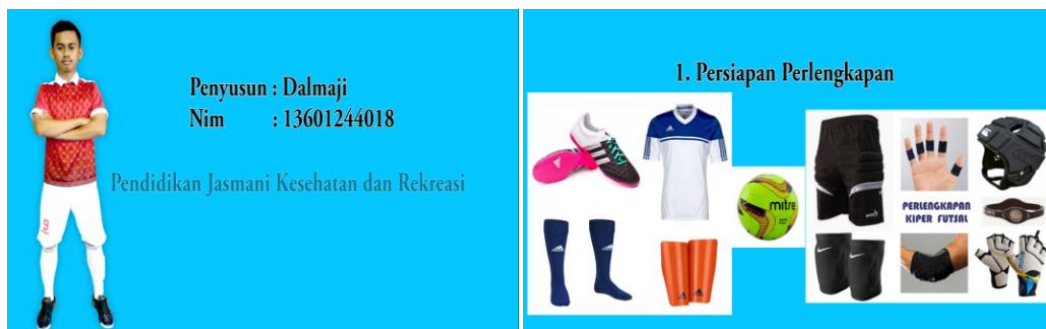 Penyusun : Dalmaji
Nim : 13601244018
Pendidikan Jasmani Kesehatan dan Rekreasi
1. Persiapan Perlengkapan
mitre
PERLENGKAPAN
KIPER FUTSAL